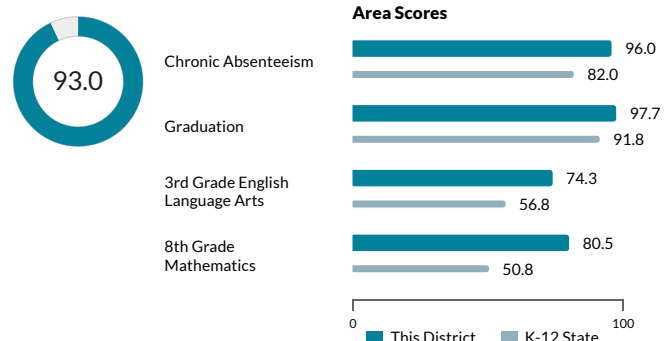 Area Scores
93.0
Chronic Absenteeism
96.0
82.0
Graduation
97.7
91.8
3rd Grade English
Language Arts
74.3
56.8
8th Grade
Mathematics
80.5
50.8
0
100
This District
K-12 State